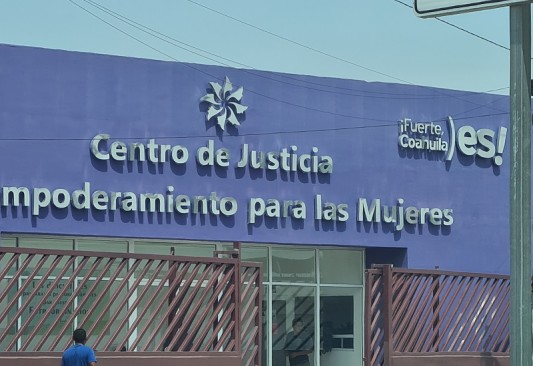 ¡Fuerte,
Coahuila
es!
Centro de Justicia
mpoderamiento para las Mujeres